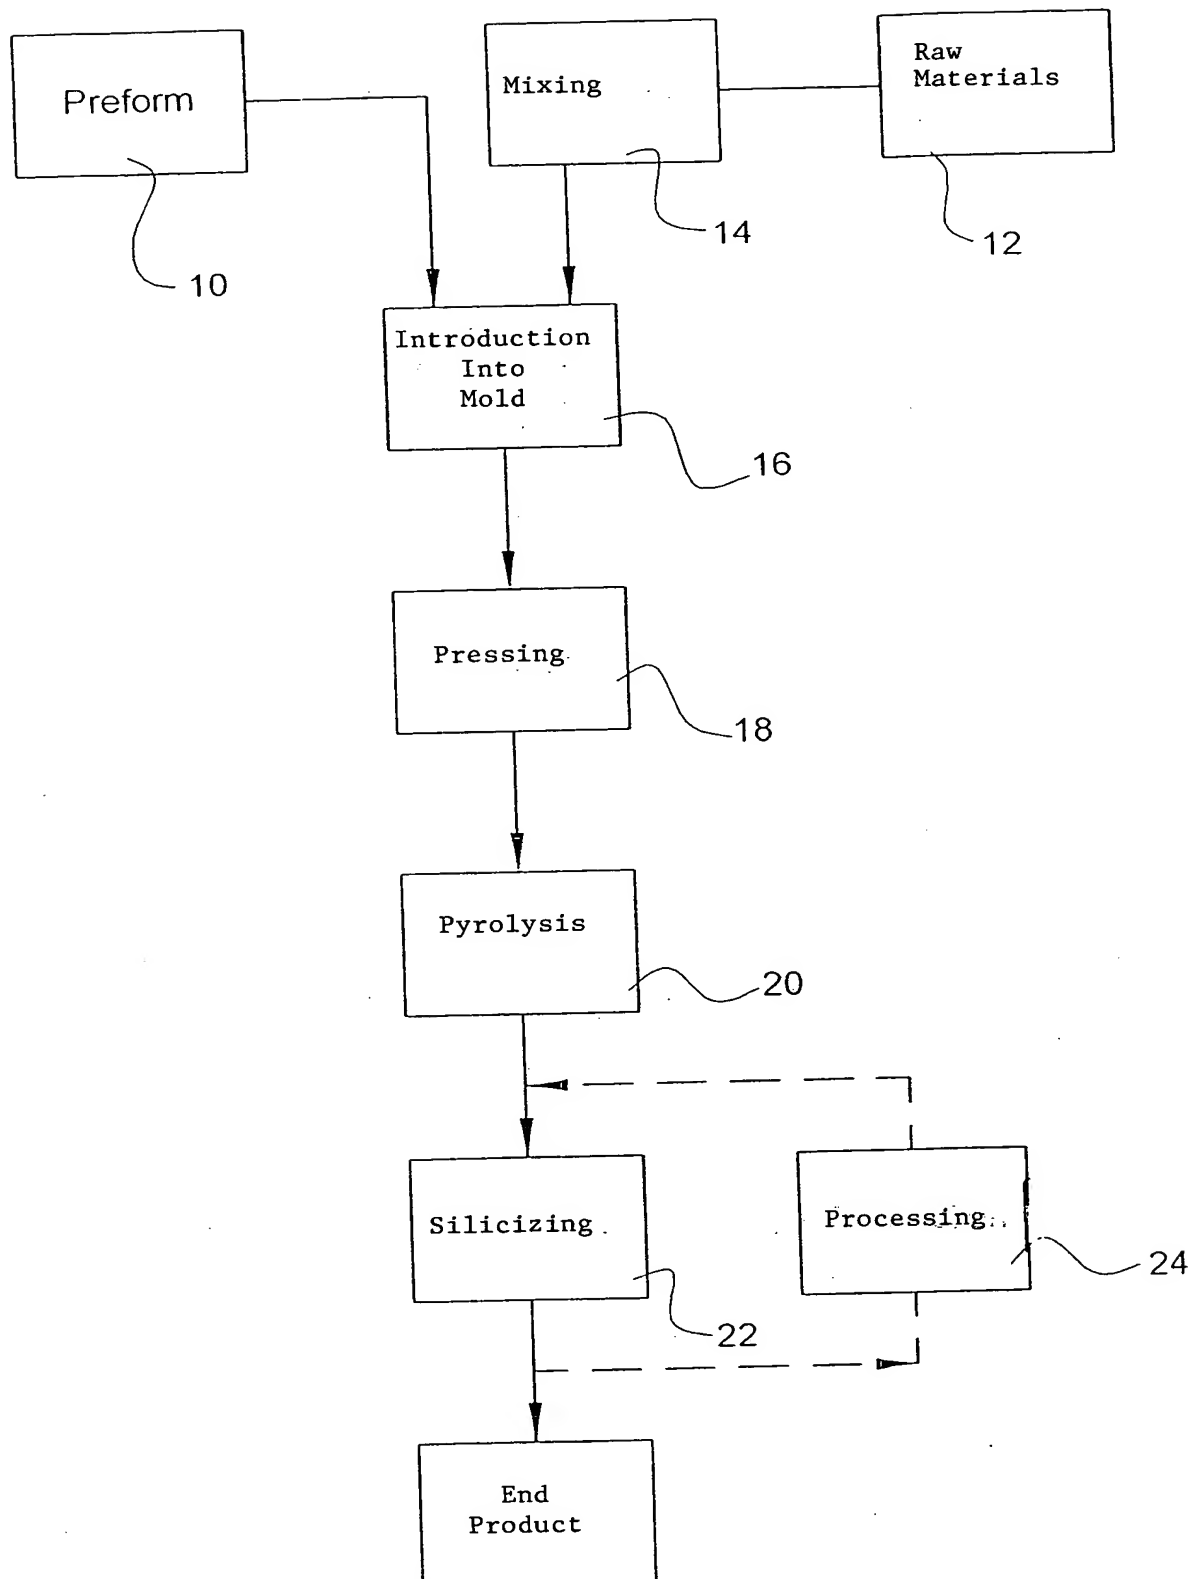 Preform
Mixing
Raw
Materials
10
14
12
Introduction
Into
Mold
16
Pressing
18
Pyrolysis
20
Silicizing
Processing
24
22
End
Product